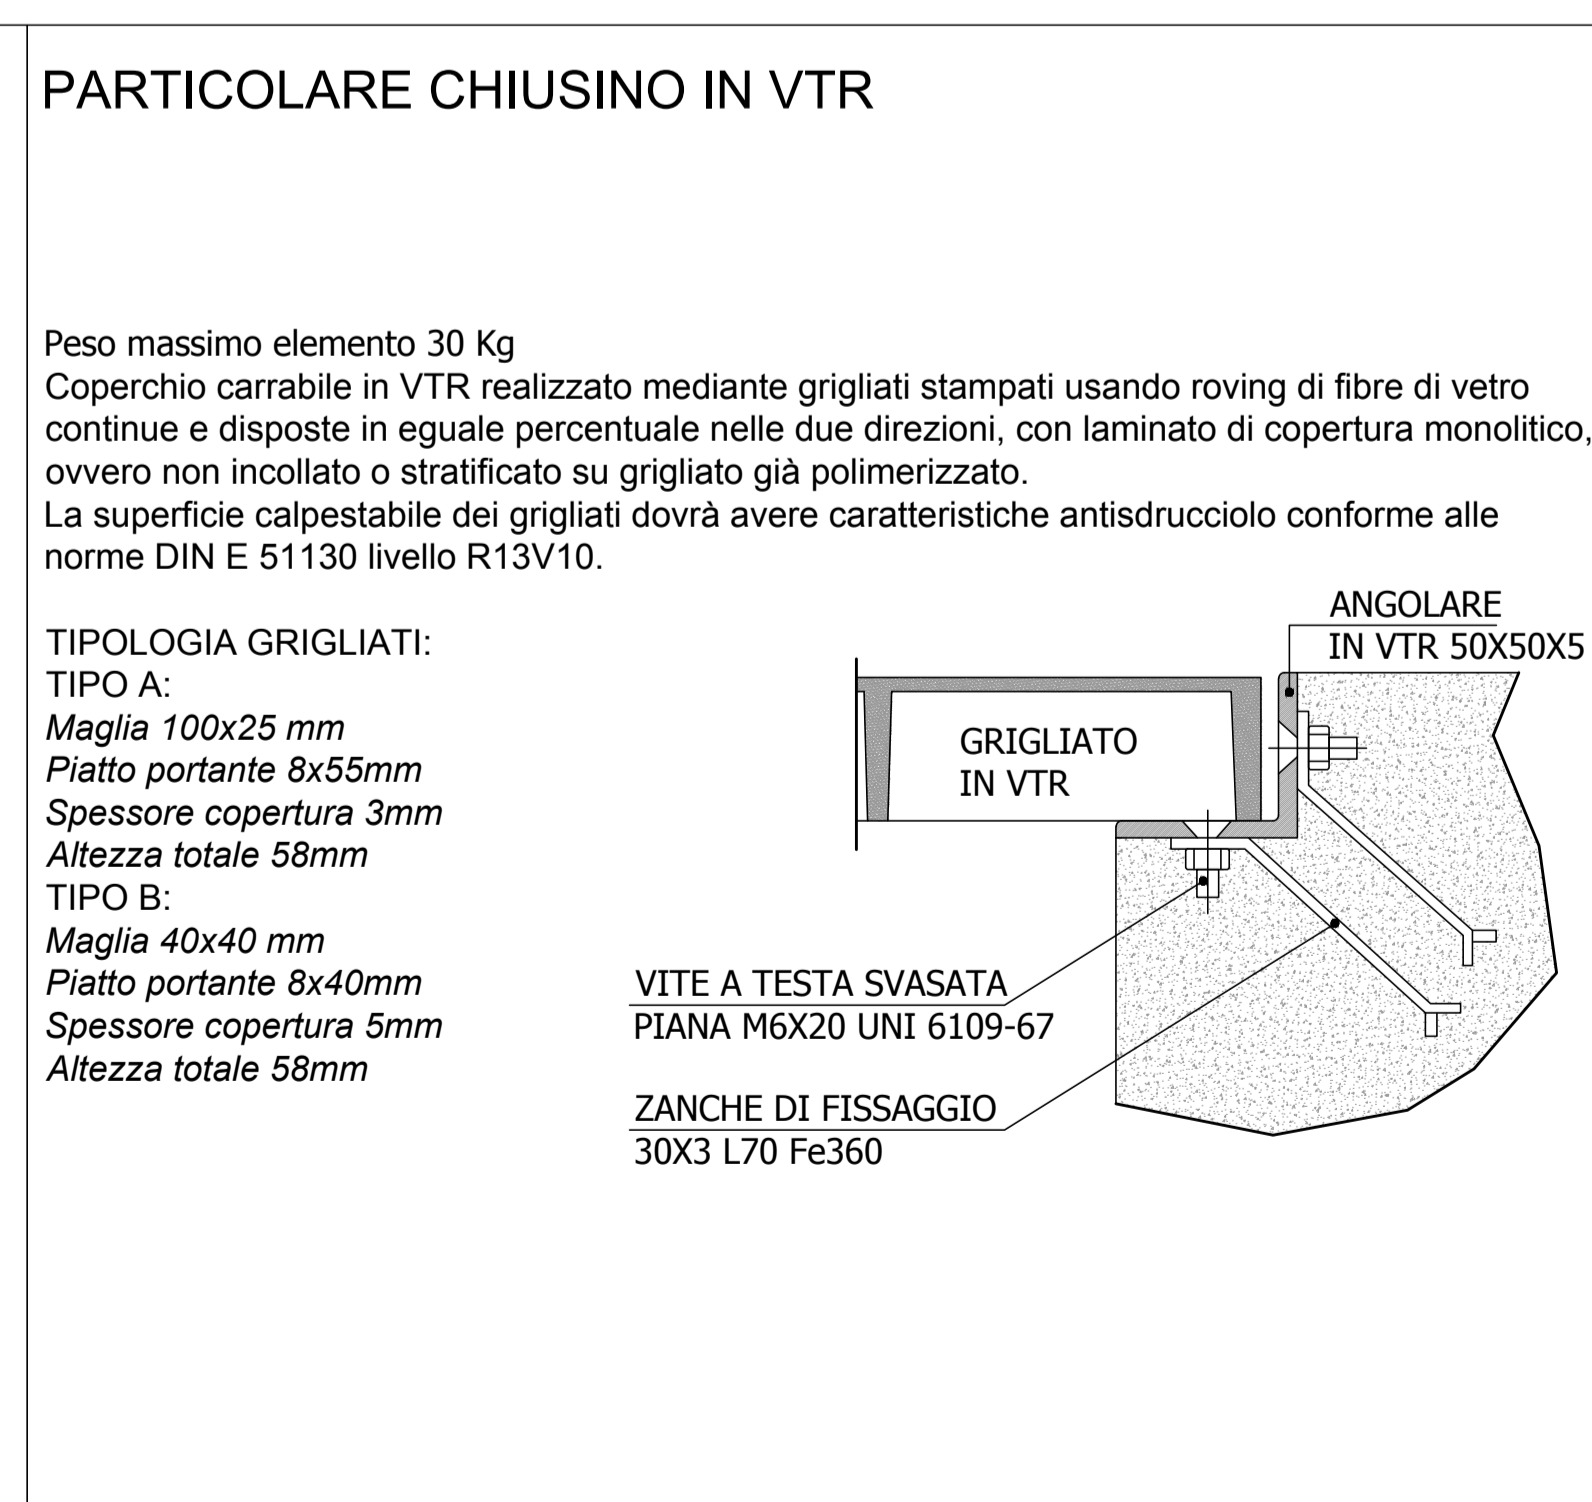 PARTICOLARE CHIUSINO IN VTR
Peso massimo elemento 30 Kg
Coperchio carrabile in VTR realizzato mediante grigliati stampati usando roving di fibre di vetro
continue e disposte in eguale percentuale nelle due direzioni, con laminato di copertura monolitico,
ovvero non incollato o stratificato su grigliato già polimerizzato.
La superficie calpestabile dei grigliati dovrà avere caratteristiche antisdrucciolo conforme alle
norme DIN E 51130 livello R13V10.
TIPOLOGIA GRIGLIATI:
TIPO A:
Maglia 100x25 mm
Piatto portante 8x55mm
Spessore copertura 3mm
Altezza totale 58mm
TIPO B:
Maglia 40x40 mm
Piatto portante 8x40mm
Spessore copertura 5mm
Altezza totale 58mm
ANGOLARE
IN VTR 50X50X5
GRIGLIATO
IN VTR
VITE A TESTA SVASATA
PIANA M6X20 UNI 6109-67
ZANCHE DI FISSAGGIO
30X3 L70 Fe360